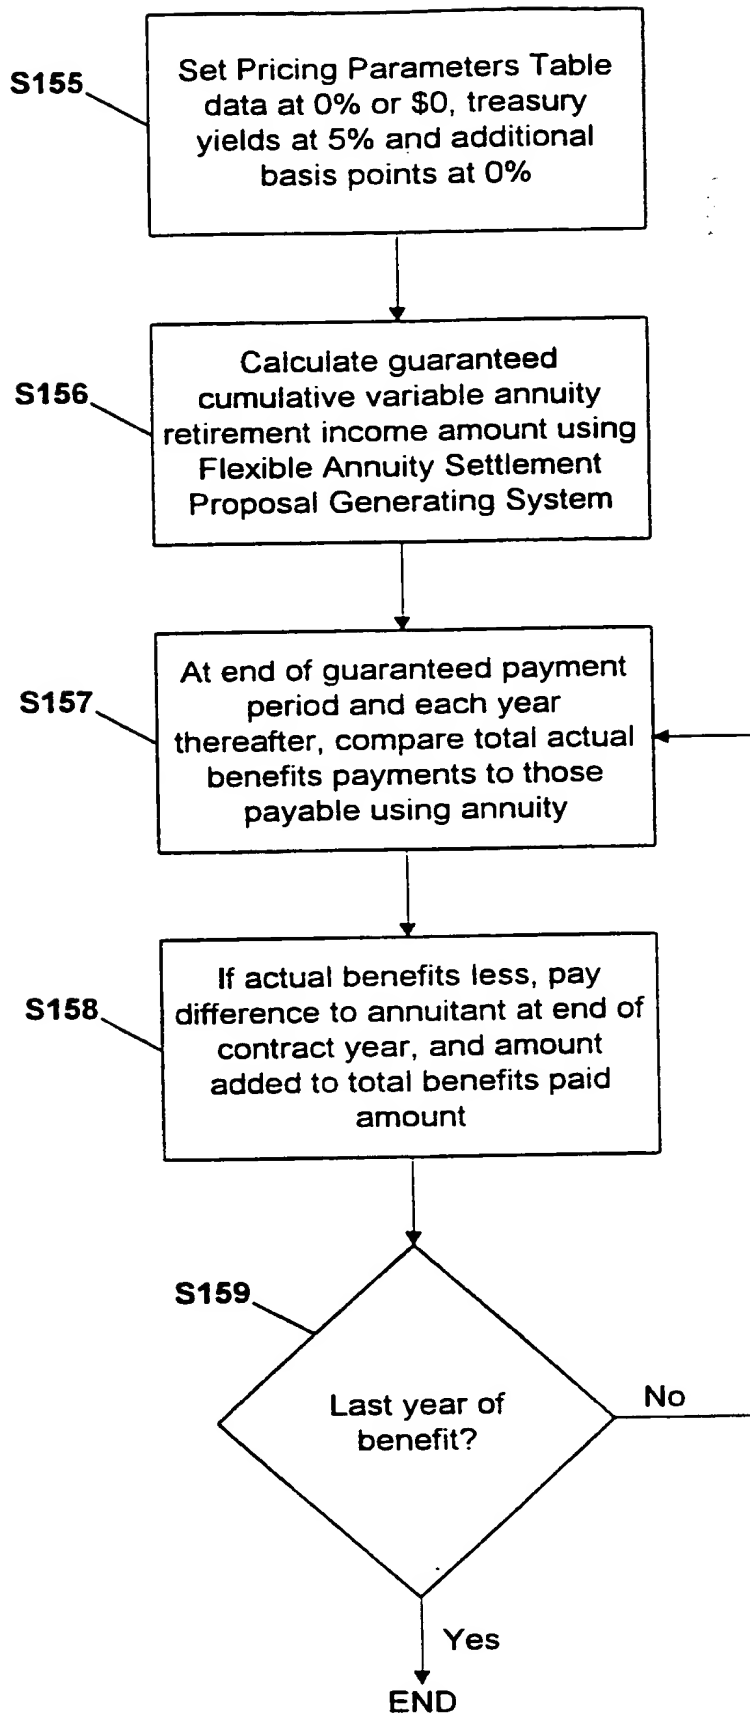 S155
Set Pricing Parameters Table
data at 0% or $0, treasury
yields at 5% and additional
basis points at 0%
S156
Calculate guaranteed
cumulative variable annuity
retirement income amount using
Flexible Annuity Settlement
Proposal Generating System
S157
At end of guaranteed payment
period and each year
thereafter, compare total actual
benefits payments to those
payable using annuity
S158
If actual benefits less, pay
difference to annuitant at end of
contract year, and amount
added to total benefits paid
amount
S159
Last year of
benefit?
No
Yes
END